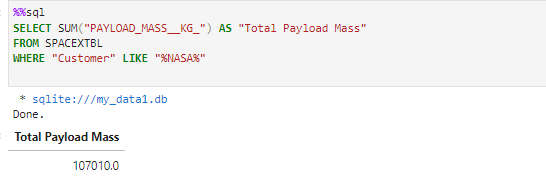 %%sql
SELECT SUM("PAYLOAD_MASS__KG_") AS "Total Payload Mass"
FROM SPACEXTBL
WHERE "Customer" LIKE "%NASA%"
* sqlite:///my_data1.db
Done.
Total Payload Mass
107010.0